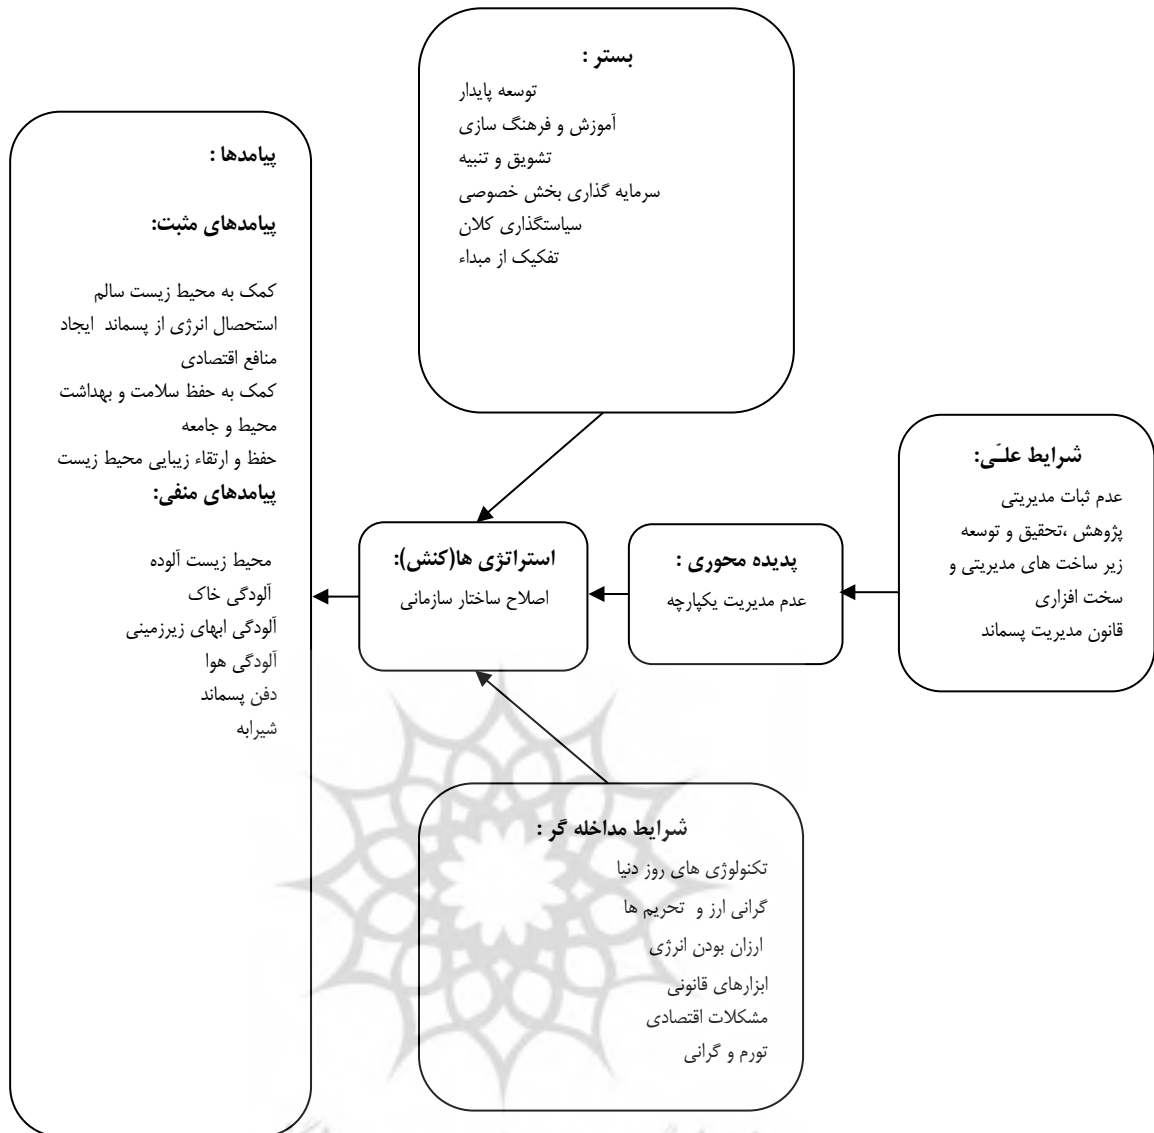 بستر :
توسعه پایدار
آموزش و فرهنگ سازی
تشویق و تنبیه
سرمایه گذاری بخش خصوصی
سیاستگذاری کلان
تفکیک از مبداء
شرایط علـّی:
عدم ثبات مدیریتی
پژوهش ،تحقیق و توسعه
زیر ساخت های مدیریتی و
سخت افزاری
قانون مدیریت پسماند
پدیده محوری :
عدم مدیریت یکپارچه
استراتژی ها(کنش):
اصلاح ساختار سازمانی
شرایط مداخله گر :
تکنولوژی های روز دنیا
گرانی ارز و تحریم ها
ارزان بودن انرژی
ابزارهای قانونی
مشکلات اقتصادی
تورم و گرانی
پیامدها :
پیامدهای مثبت:
کمک به محیط زیست سالم
استحصال انرژی از پسماند ایجاد
منافع اقتصادی
کمک به حفظ سلامت و بهداشت
محیط و جامعه
حفظ و ارتقاء زیبایی محیط زیست
پیامدهای منفی:
محیط زیست آلوده
آلودگی خاک
آلودگی ابهای زیرزمینی
آلودگی هوا
دفن پسماند
شیرابه